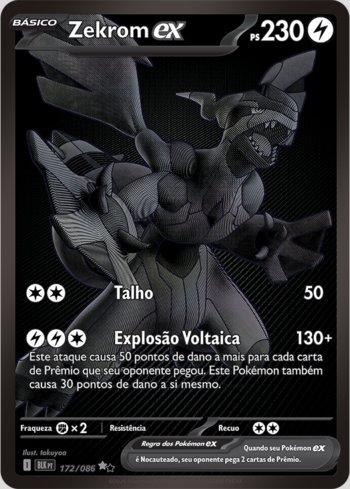 BÁSICO Zekrom ex PS 230
Talho 50
Explosão Voltaica 130+
Este ataque causa 50 pontos de dano a mais para cada carta
de Prêmio que seu oponente pegou. Este Pokémon também
causa 30 pontos de dano a si mesmo.
Fraqueza ×2 Resistência Recuo
Regra dos Pokémon ex Quando seu Pokémon ex
é Nocauteado, seu oponente pega 2 cartas de Prêmio.
Ilust. takuyoa
I BLK PT 172/086